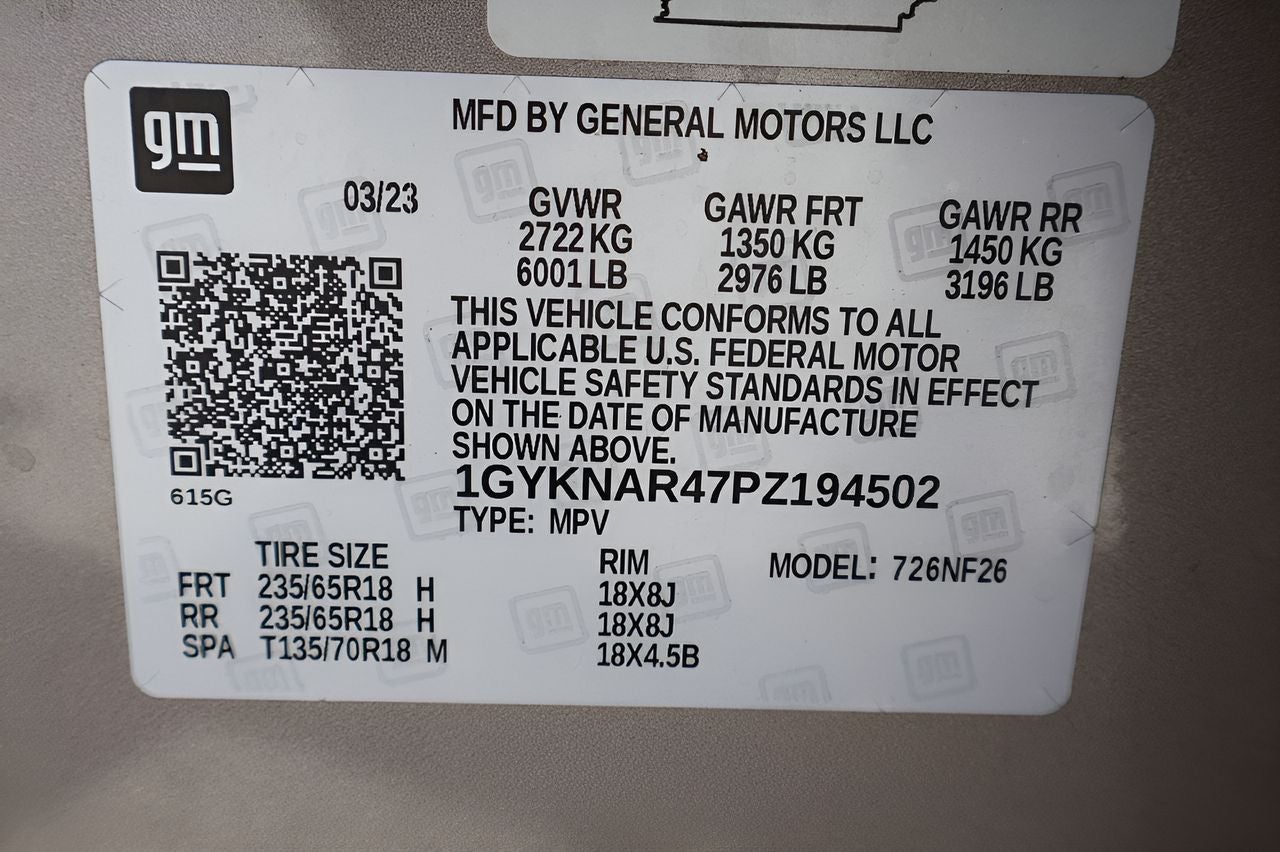 gm
MFD BY GENERAL MOTORS LLC
03/23
GVWR GAWR FRT GAWR RR
2722 KG 1350 KG 1450 KG
6001 LB 2976 LB 3196 LB
THIS VEHICLE CONFORMS TO ALL
APPLICABLE U.S. FEDERAL MOTOR
VEHICLE SAFETY STANDARDS IN EFFECT
ON THE DATE OF MANUFACTURE
SHOWN ABOVE.
1GYKNAR47PZ194502
615G
TYPE: MPV
TIRE SIZE RIM MODEL: 726NF26
FRT 235/65R18 H 18X8J
RR 235/65R18 H 18X8J
SPA T135/70R18 M 18X4.5B